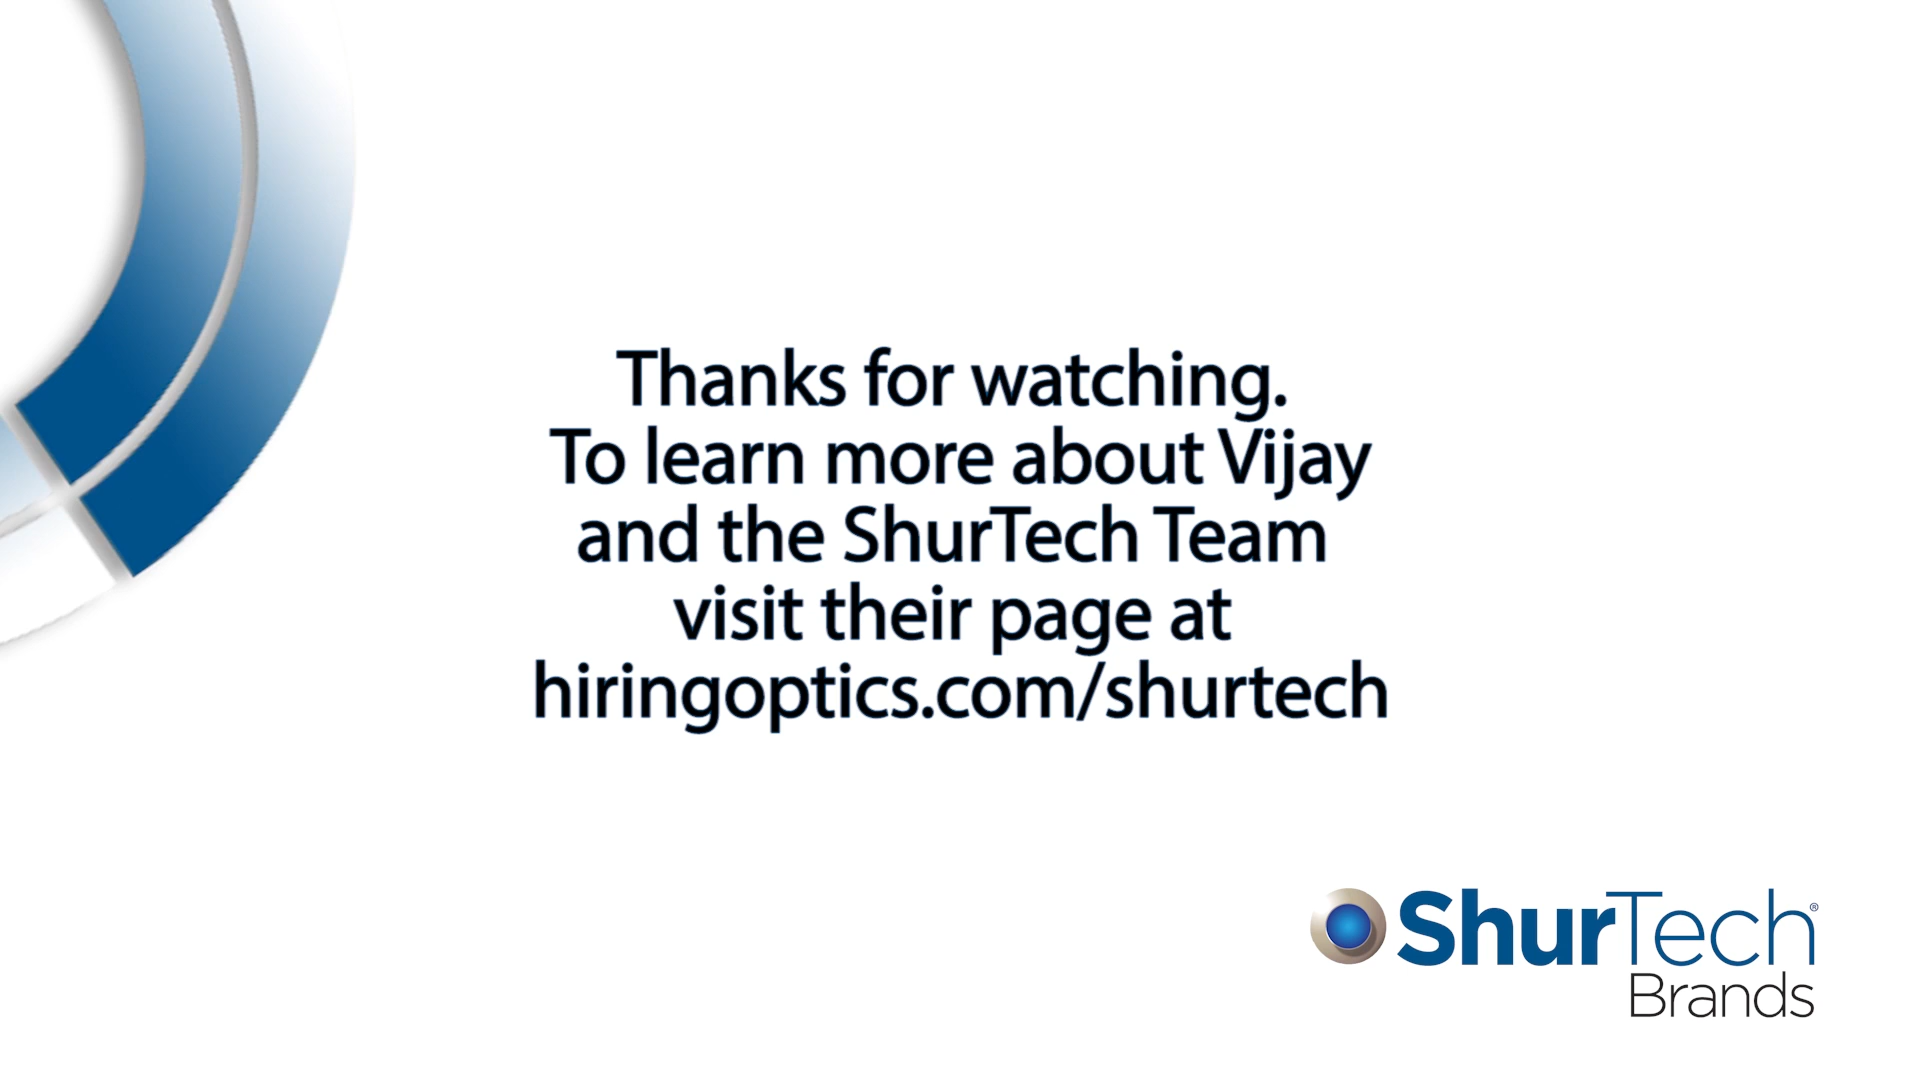 Thanks for watching.
To learn more about Vijay
and the ShurTech Team
visit their page at
hiringoptics.com/shurtech
ShurTech®
Brands